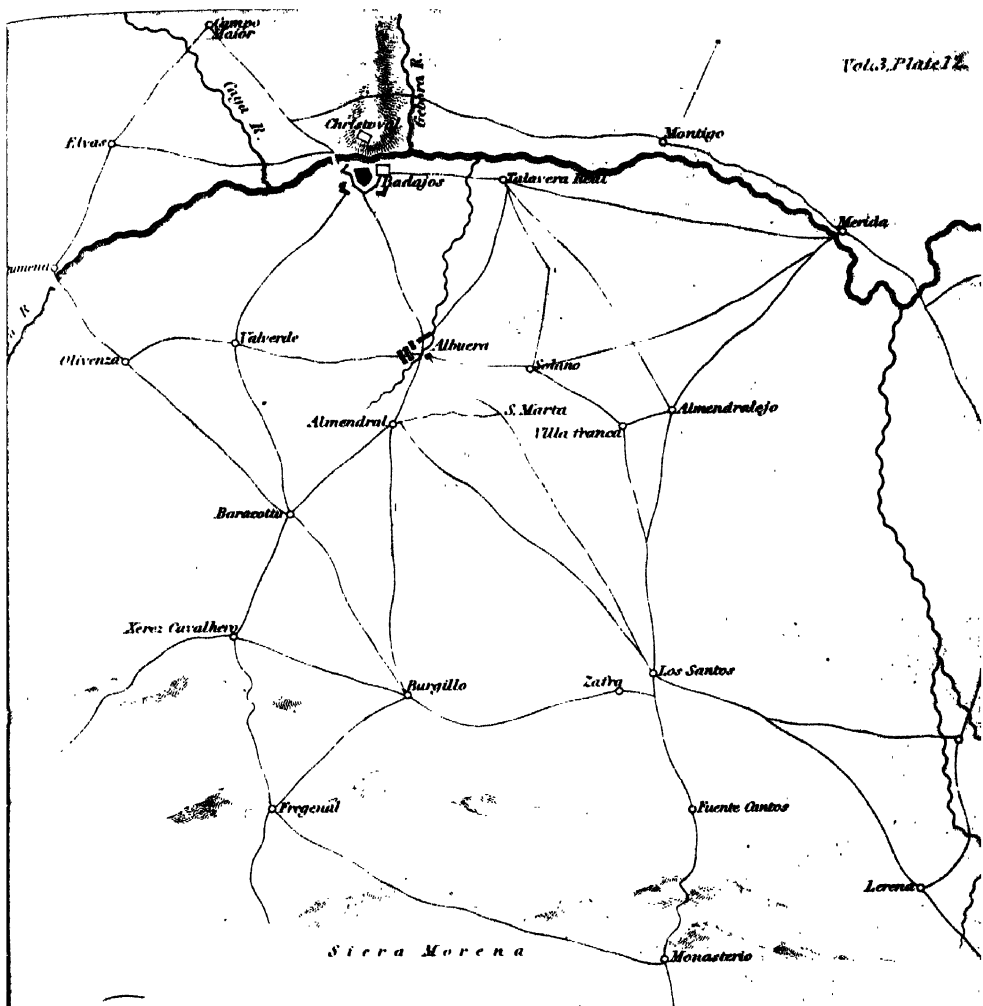 Campo
Maior
Vol.3, Plate 12
Caya R.
Gebora R.
Christoval
Montigo
Elvas
Badajos
Talavera Real
Merida
umena
R
Valverde
Albuera
Olivenza
Solano
S. Marta
Almendralejo
Almendral
Villa franca
Baracotta
Xerez Cavalhero
Los Santos
Burgillo
Zafra
Fregenal
Fuente Cantos
Lerena
Siera Morena
Monasterio